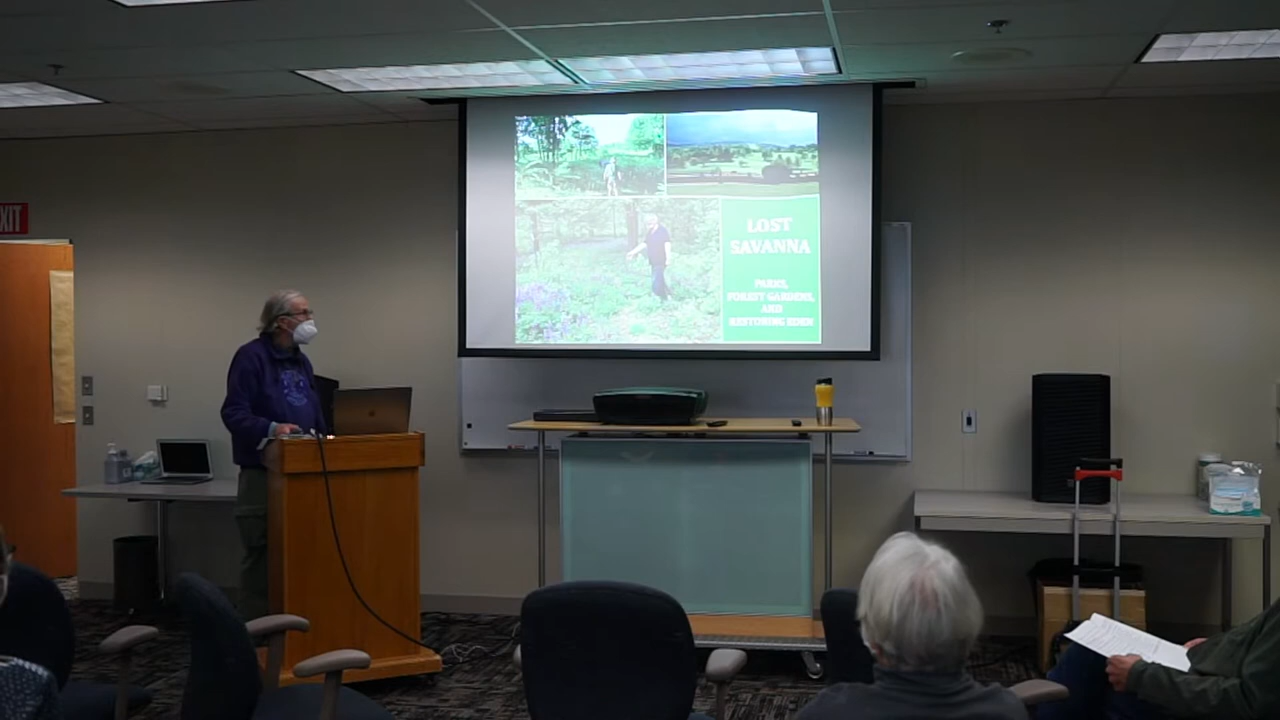 EXIT
LOST
SAVANNA
PARKS,
FOREST GARDENS,
AND
RESTORING EDEN